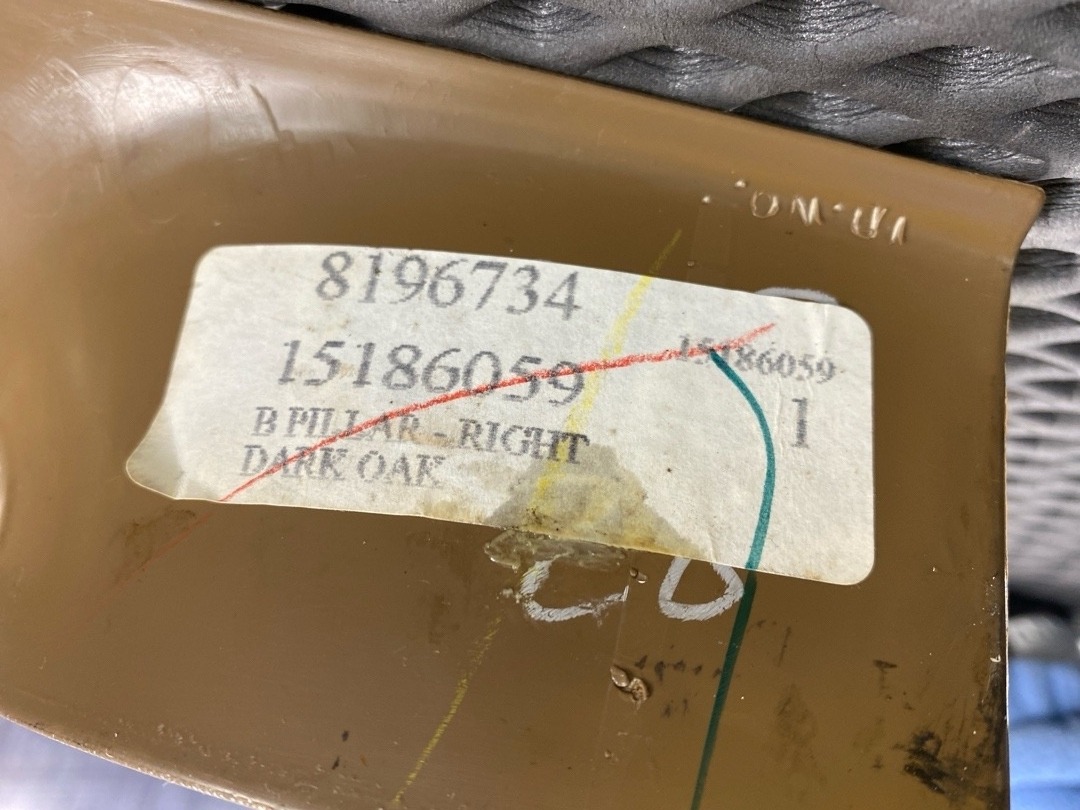 8196734
15186059
15186059
1
B PILLAR - RIGHT
DARK OAK